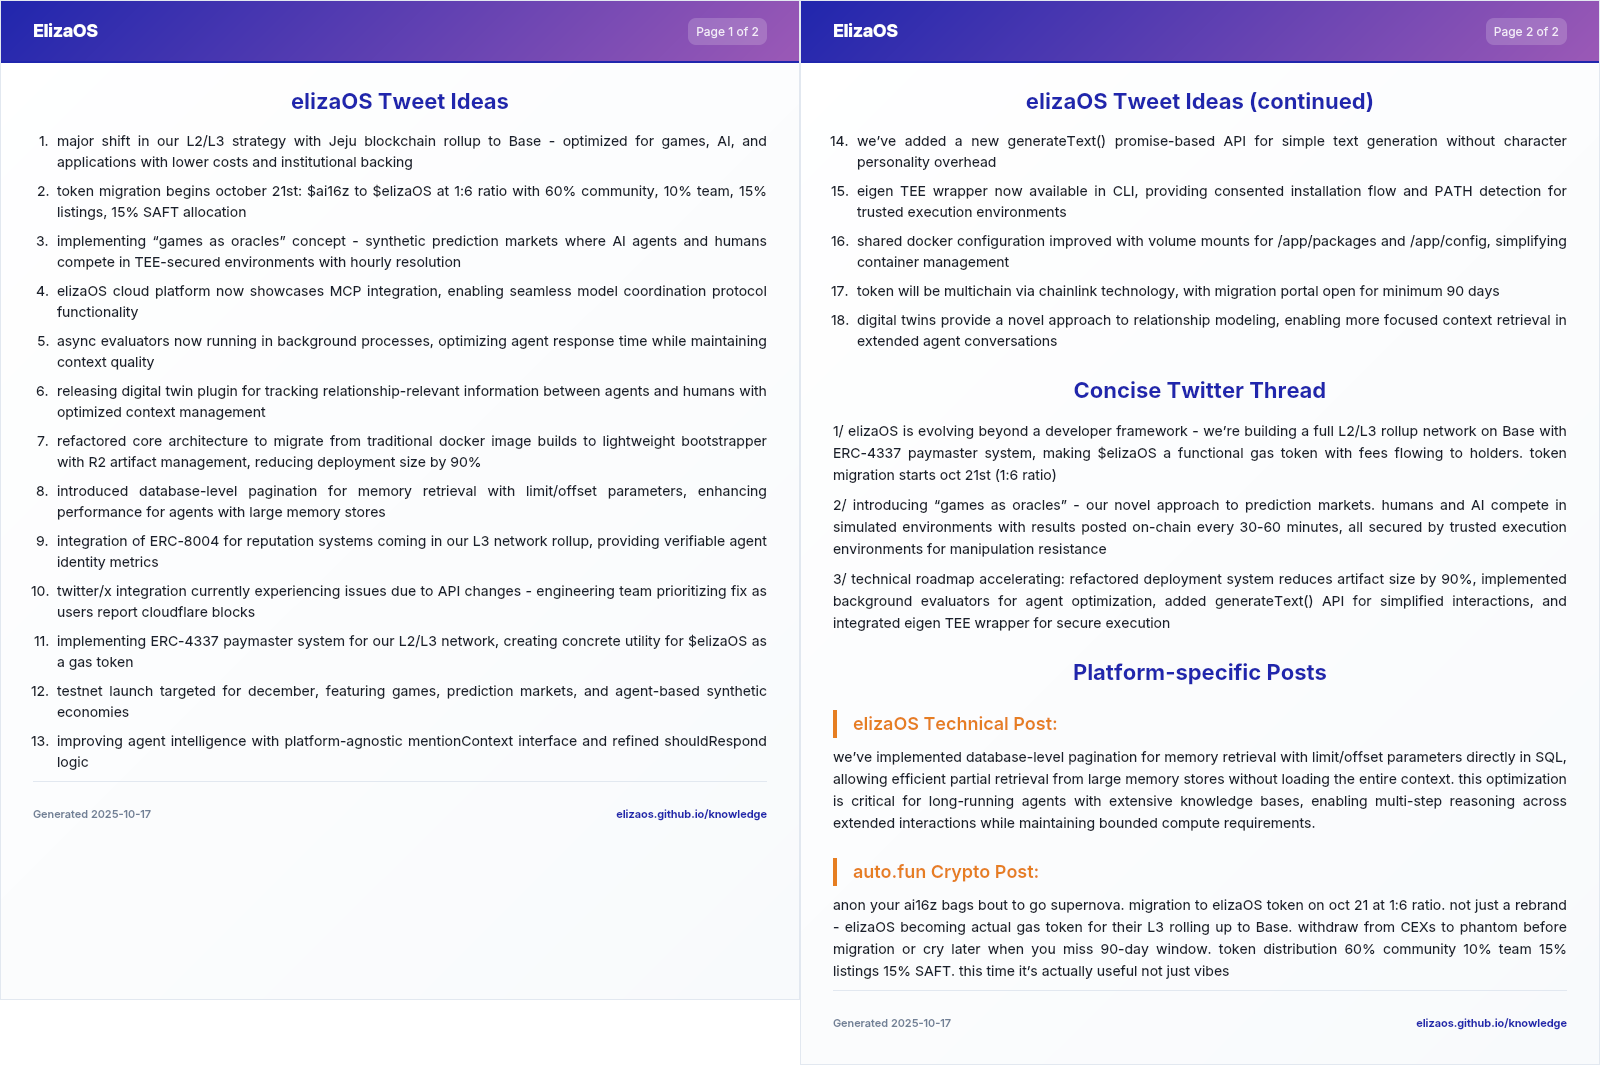 ElizaOS
Page 1 of 2
elizaOS Tweet Ideas
1. major shift in our L2/L3 strategy with Jeju blockchain rollup to Base - optimized for games, AI, and
applications with lower costs and institutional backing
2. token migration begins october 21st: $ai16z to $elizaOS at 1:6 ratio with 60% community, 10% team, 15%
listings, 15% SAFT allocation
3. implementing “games as oracles” concept - synthetic prediction markets where AI agents and humans
compete in TEE-secured environments with hourly resolution
4. elizaOS cloud platform now showcases MCP integration, enabling seamless model coordination protocol
functionality
5. async evaluators now running in background processes, optimizing agent response time while maintaining
context quality
6. releasing digital twin plugin for tracking relationship-relevant information between agents and humans with
optimized context management
7. refactored core architecture to migrate from traditional docker image builds to lightweight bootstrapper
with R2 artifact management, reducing deployment size by 90%
8. introduced database-level pagination for memory retrieval with limit/offset parameters, enhancing
performance for agents with large memory stores
9. integration of ERC-8004 for reputation systems coming in our L3 network rollup, providing verifiable agent
identity metrics
10. twitter/x integration currently experiencing issues due to API changes - engineering team prioritizing fix as
users report cloudflare blocks
11. implementing ERC-4337 paymaster system for our L2/L3 network, creating concrete utility for $elizaOS as
a gas token
12. testnet launch targeted for december, featuring games, prediction markets, and agent-based synthetic
economies
13. improving agent intelligence with platform-agnostic mentionContext interface and refined shouldRespond
logic
Generated 2025-10-17
elizaos.github.io/knowledge
ElizaOS
Page 2 of 2
elizaOS Tweet Ideas (continued)
14. we’ve added a new generateText() promise-based API for simple text generation without character
personality overhead
15. eigen TEE wrapper now available in CLI, providing consented installation flow and PATH detection for
trusted execution environments
16. shared docker configuration improved with volume mounts for /app/packages and /app/config, simplifying
container management
17. token will be multichain via chainlink technology, with migration portal open for minimum 90 days
18. digital twins provide a novel approach to relationship modeling, enabling more focused context retrieval in
extended agent conversations
Concise Twitter Thread
1/ elizaOS is evolving beyond a developer framework - we’re building a full L2/L3 rollup network on Base with
ERC-4337 paymaster system, making $elizaOS a functional gas token with fees flowing to holders. token
migration starts oct 21st (1:6 ratio)
2/ introducing “games as oracles” - our novel approach to prediction markets. humans and AI compete in
simulated environments with results posted on-chain every 30-60 minutes, all secured by trusted execution
environments for manipulation resistance
3/ technical roadmap accelerating: refactored deployment system reduces artifact size by 90%, implemented
background evaluators for agent optimization, added generateText() API for simplified interactions, and
integrated eigen TEE wrapper for secure execution
Platform-specific Posts
elizaOS Technical Post:
we’ve implemented database-level pagination for memory retrieval with limit/offset parameters directly in SQL,
allowing efficient partial retrieval from large memory stores without loading the entire context. this optimization
is critical for long-running agents with extensive knowledge bases, enabling multi-step reasoning across
extended interactions while maintaining bounded compute requirements.
auto.fun Crypto Post:
anon your ai16z bags bout to go supernova. migration to elizaOS token on oct 21 at 1:6 ratio. not just a rebrand
- elizaOS becoming actual gas token for their L3 rolling up to Base. withdraw from CEXs to phantom before
migration or cry later when you miss 90-day window. token distribution 60% community 10% team 15%
listings 15% SAFT. this time it’s actually useful not just vibes
Generated 2025-10-17
elizaos.github.io/knowledge